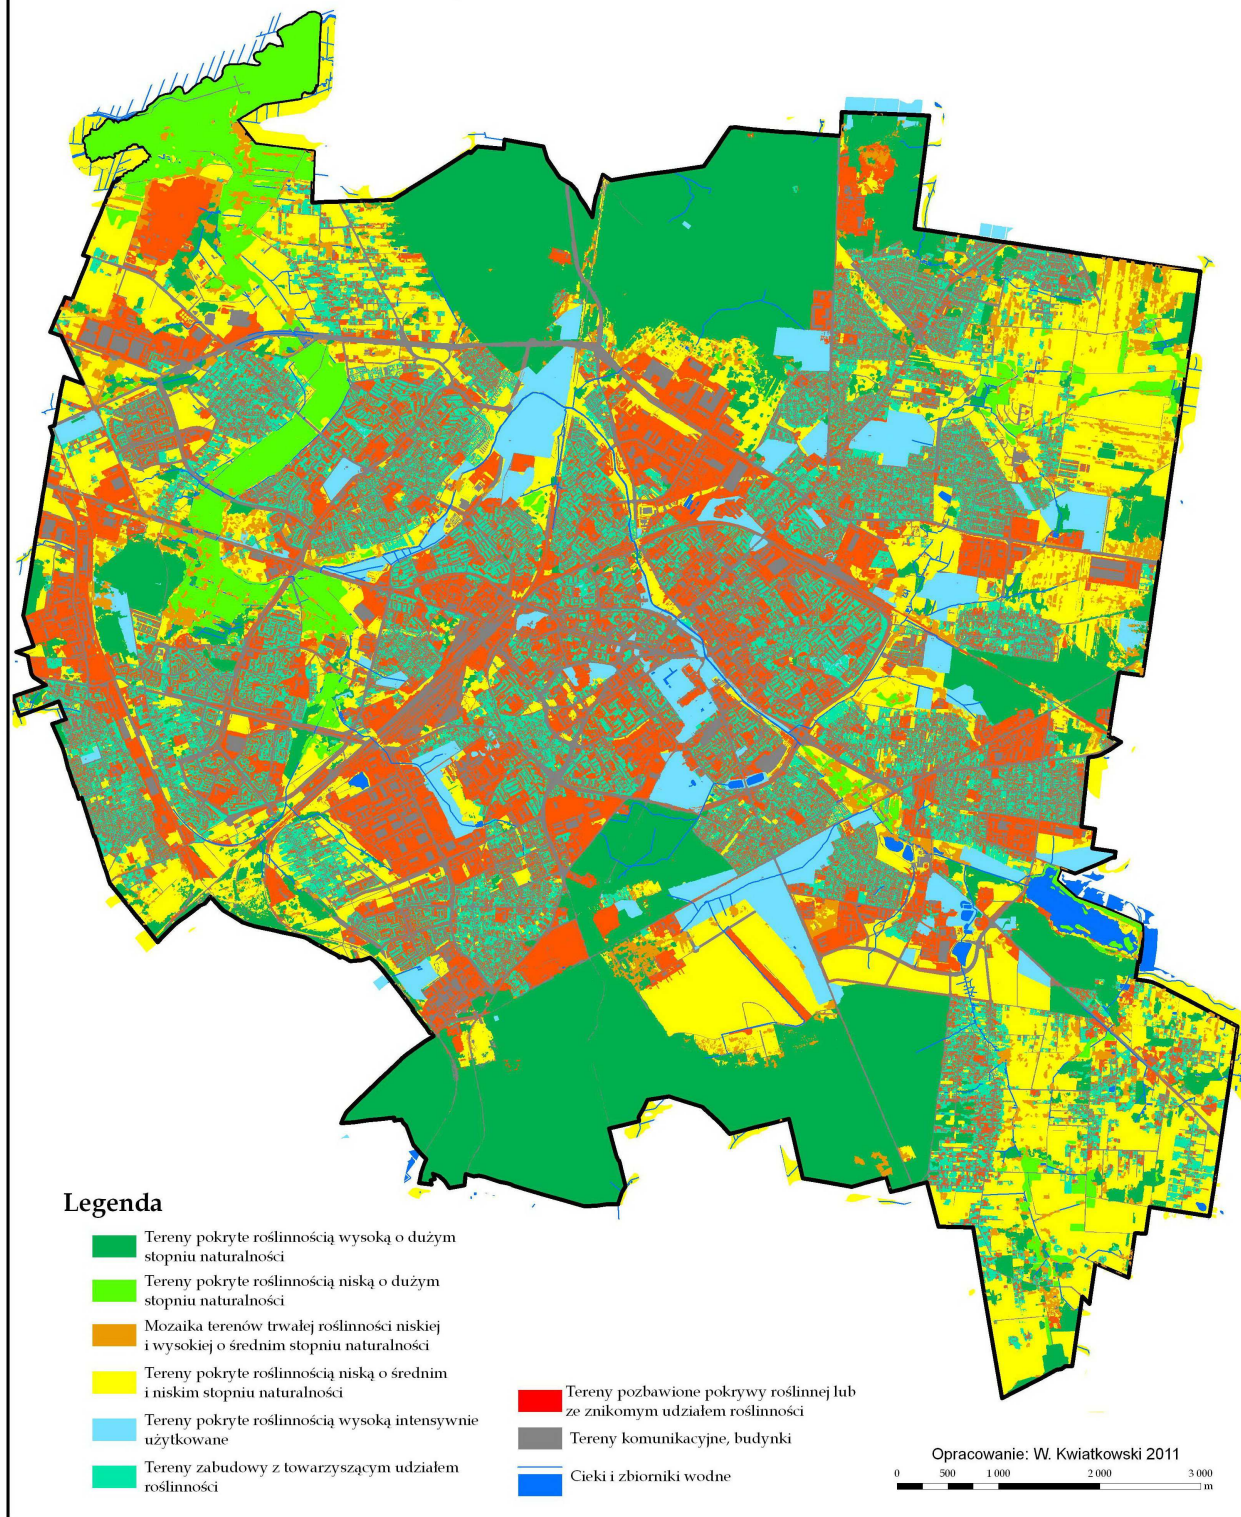 Legenda
Tereny pokryte roślinnością wysoką o dużym
stopniu naturalności
Tereny pokryte roślinnością niską o dużym
stopniu naturalności
Mozaika terenów trwałej roślinności niskiej
i wysokiej o średnim stopniu naturalności
Tereny pokryte roślinnością niską o średnim
i niskim stopniu naturalności
Tereny pokryte roślinnością wysoką intensywnie
użytkowane
Tereny zabudowy z towarzyszącym udziałem
roślinności
Tereny pozbawione pokrywy roślinnej lub
ze znikomym udziałem roślinności
Tereny komunikacyjne, budynki
Cieki i zbiorniki wodne
Opracowanie: W. Kwiatkowski 2011
0 500 1 000 2 000 3 000
m